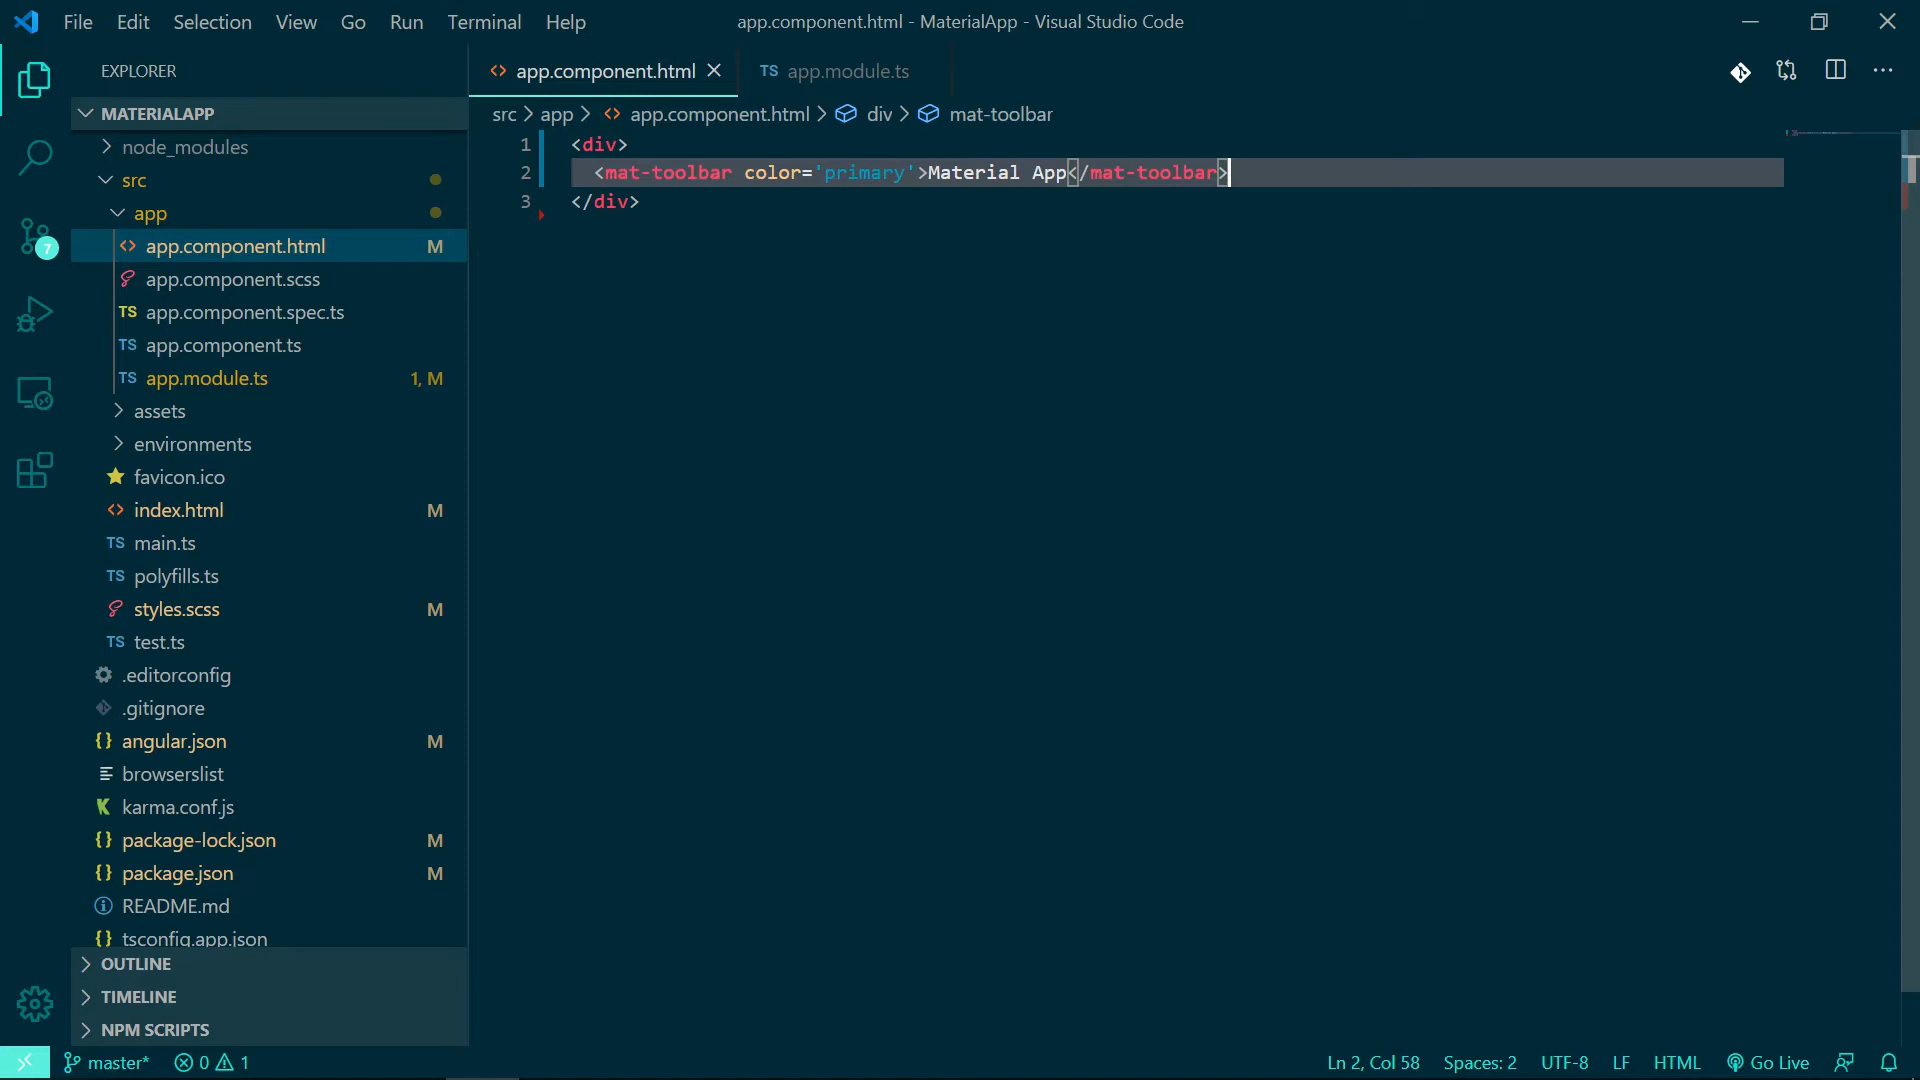 File Edit Selection View Go Run Terminal Help
app.component.html - MaterialApp - Visual Studio Code
EXPLORER
MATERIALAPP
node_modules
src
app
app.component.html M
app.component.scss
TS app.component.spec.ts
TS app.component.ts
TS app.module.ts 1, M
assets
environments
favicon.ico
index.html M
TS main.ts
TS polyfills.ts
styles.scss M
TS test.ts
.editorconfig
.gitignore
{} angular.json M
browserslist
karma.conf.js
{} package-lock.json M
{} package.json M
README.md
{} tsconfig.app.json
OUTLINE
TIMELINE
NPM SCRIPTS
7
app.component.html
TS app.module.ts
src > app > app.component.html > div > mat-toolbar
1 <div>
2 <mat-toolbar color='primary'>Material App</mat-toolbar>
3 </div>
master* 0 1
Ln 2, Col 58 Spaces: 2 UTF-8 LF HTML Go Live